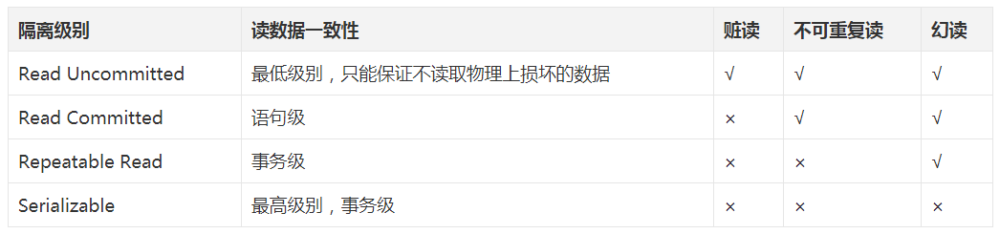 隔离级别 读数据一致性 脏读 不可重复读 幻读
Read Uncommitted 最低级别，只能保证不读取物理上损坏的数据 √ √ √
Read Committed 语句级 × √ √
Repeatable Read 事务级 × × √
Serializable 最高级别，事务级 × × ×